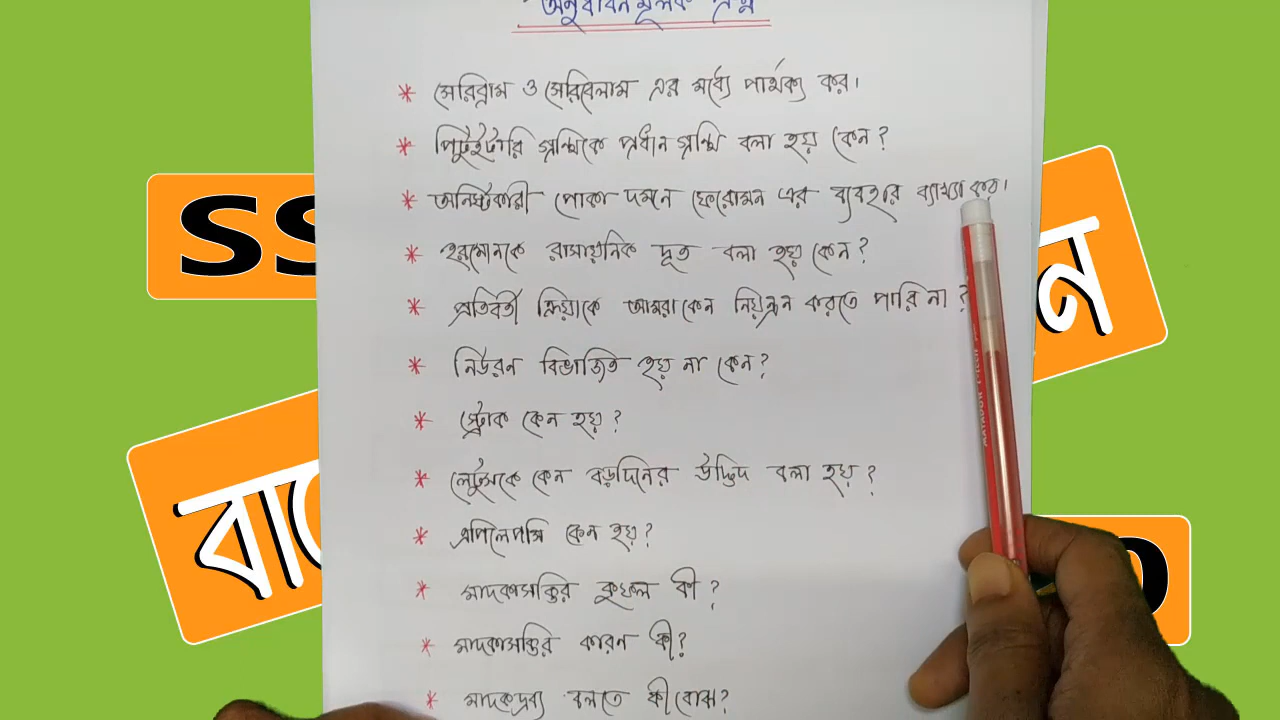 অনুধাবনমূলক প্রশ্ন
* সেরিব্রাম ও সেরিবেলাম এর মধ্যে পার্থক্য কর।
* পিটুইটারি গ্রন্থিকে প্রধান গ্রন্থি বলা হয় কেন?
* অনিষ্টকারী পোকা দমনে ফেরোমন এর ব্যবহার ব্যাখ্যা কর।
* হরমোনকে রাসায়নিক দূত বলা হয় কেন?
* প্রতিবর্তী ক্রিয়াকে আমরা কেন নিয়ন্ত্রন করতে পারি না?
* নিউরন বিভাজিত হয় না কেন?
* স্ট্রোক কেন হয়?
* লেটুসকে কেন বড়দিনের উদ্ভিদ বলা হয়?
* এপিলেপসি কেন হয়?
* মাদকাসক্তির কুফল কী?
* মাদকাসক্তির কারন কী?
* মাদকদ্রব্য বলতে কী বোঝ?
SS
ন
বা